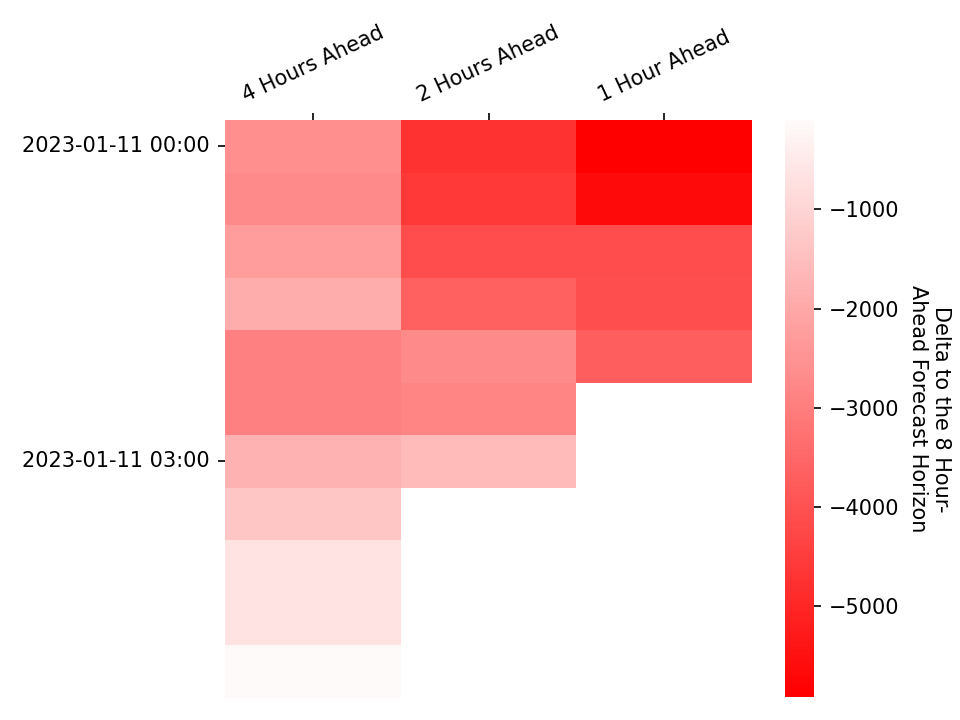 4 Hours Ahead
2 Hours Ahead
1 Hour Ahead
2023-01-11 00:00
2023-01-11 03:00
−1000
−2000
−3000
−4000
−5000
Delta to the 8 Hour-
Ahead Forecast Horizon